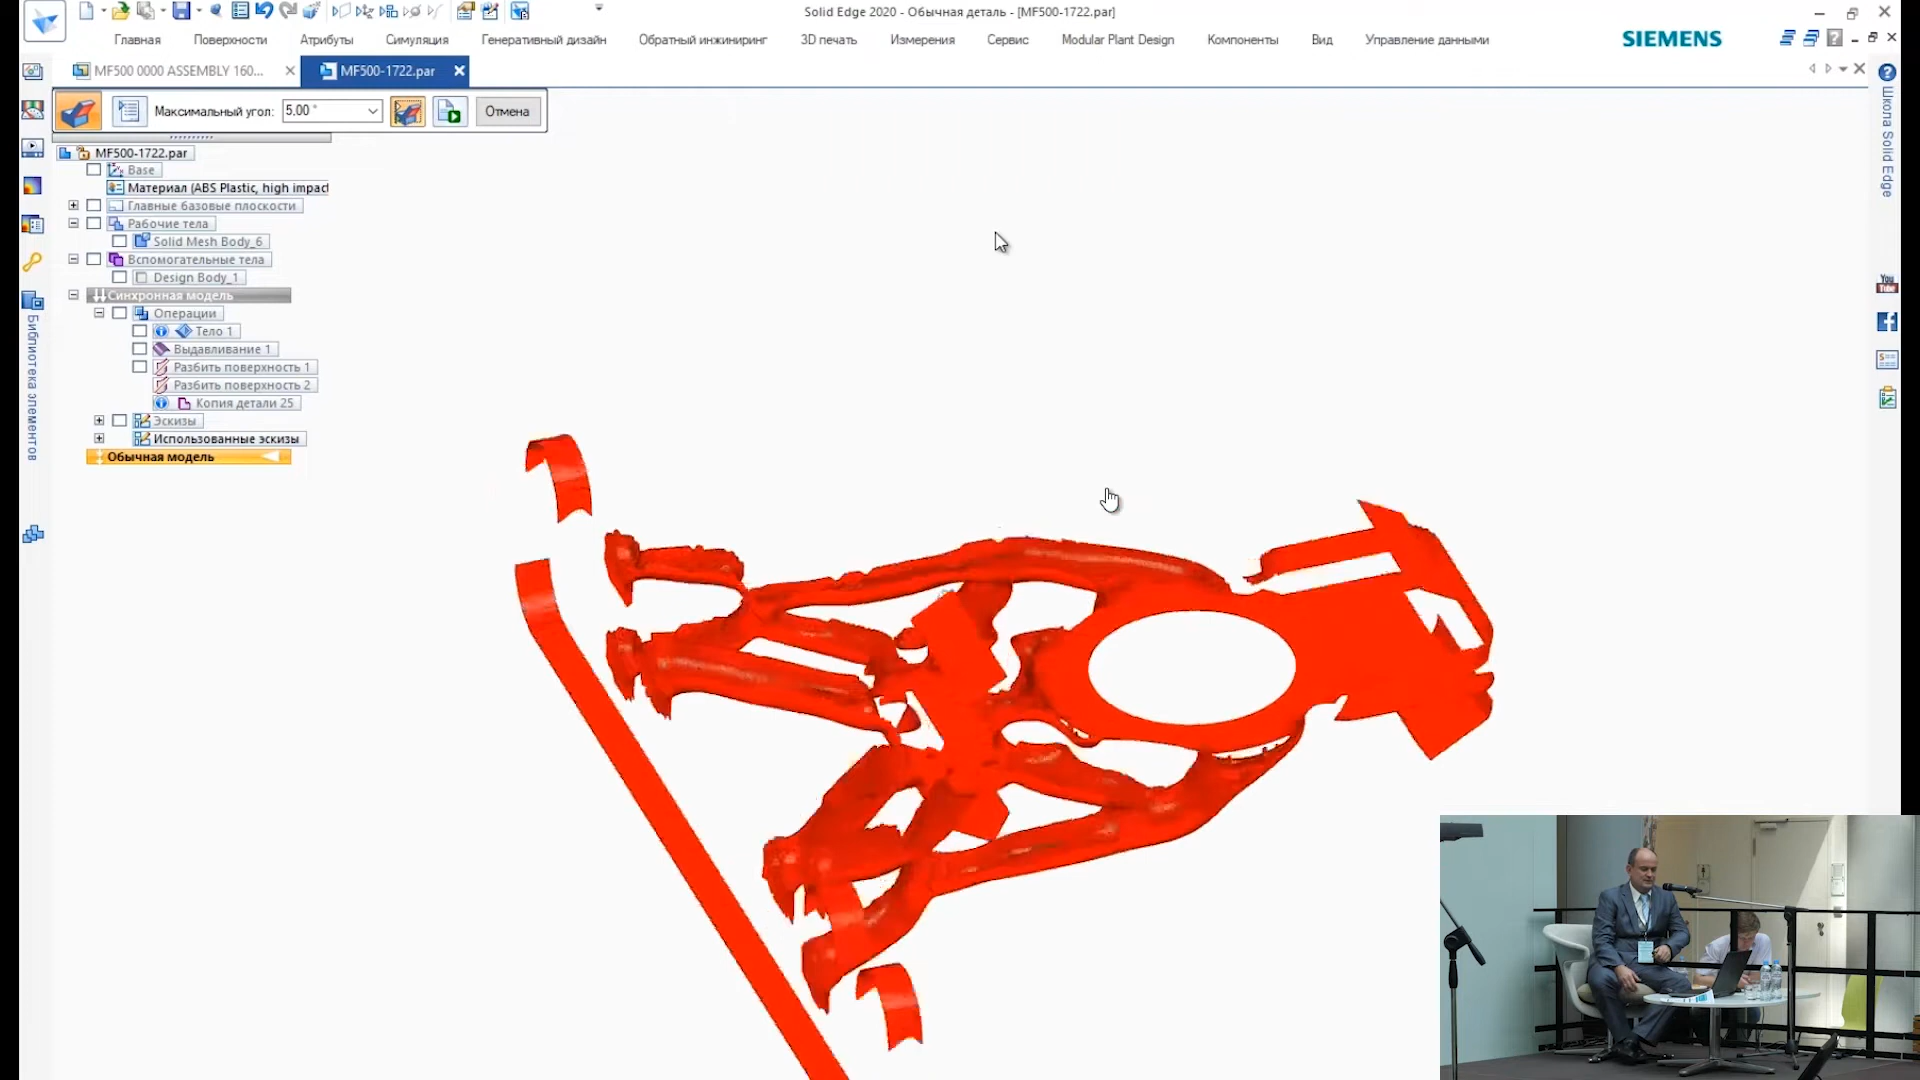 Solid Edge 2020 - Обычная деталь - [MF500-1722.par]
Главная Поверхности Атрибуты Симуляция Генеративный дизайн Обратный инжиниринг 3D печать Измерения Сервис Modular Plant Design Компоненты Вид Управление данными
SIEMENS
MF500 0000 ASSEMBLY 160...
MF500-1722.par
Максимальный угол: 5.00 °
Отмена
MF500-1722.par
Base
Материал (ABS Plastic, high impact
Главные базовые плоскости
Рабочие тела
Solid Mesh Body_6
Вспомогательные тела
Design Body_1
Синхронная модель
Операции
Тело 1
Выдавливание 1
Разбить поверхность 1
Разбить поверхность 2
Копия детали 25
Эскизы
Использованные эскизы
Обычная модель
Библиотека элементов
Школа Solid Edge
You
Tube